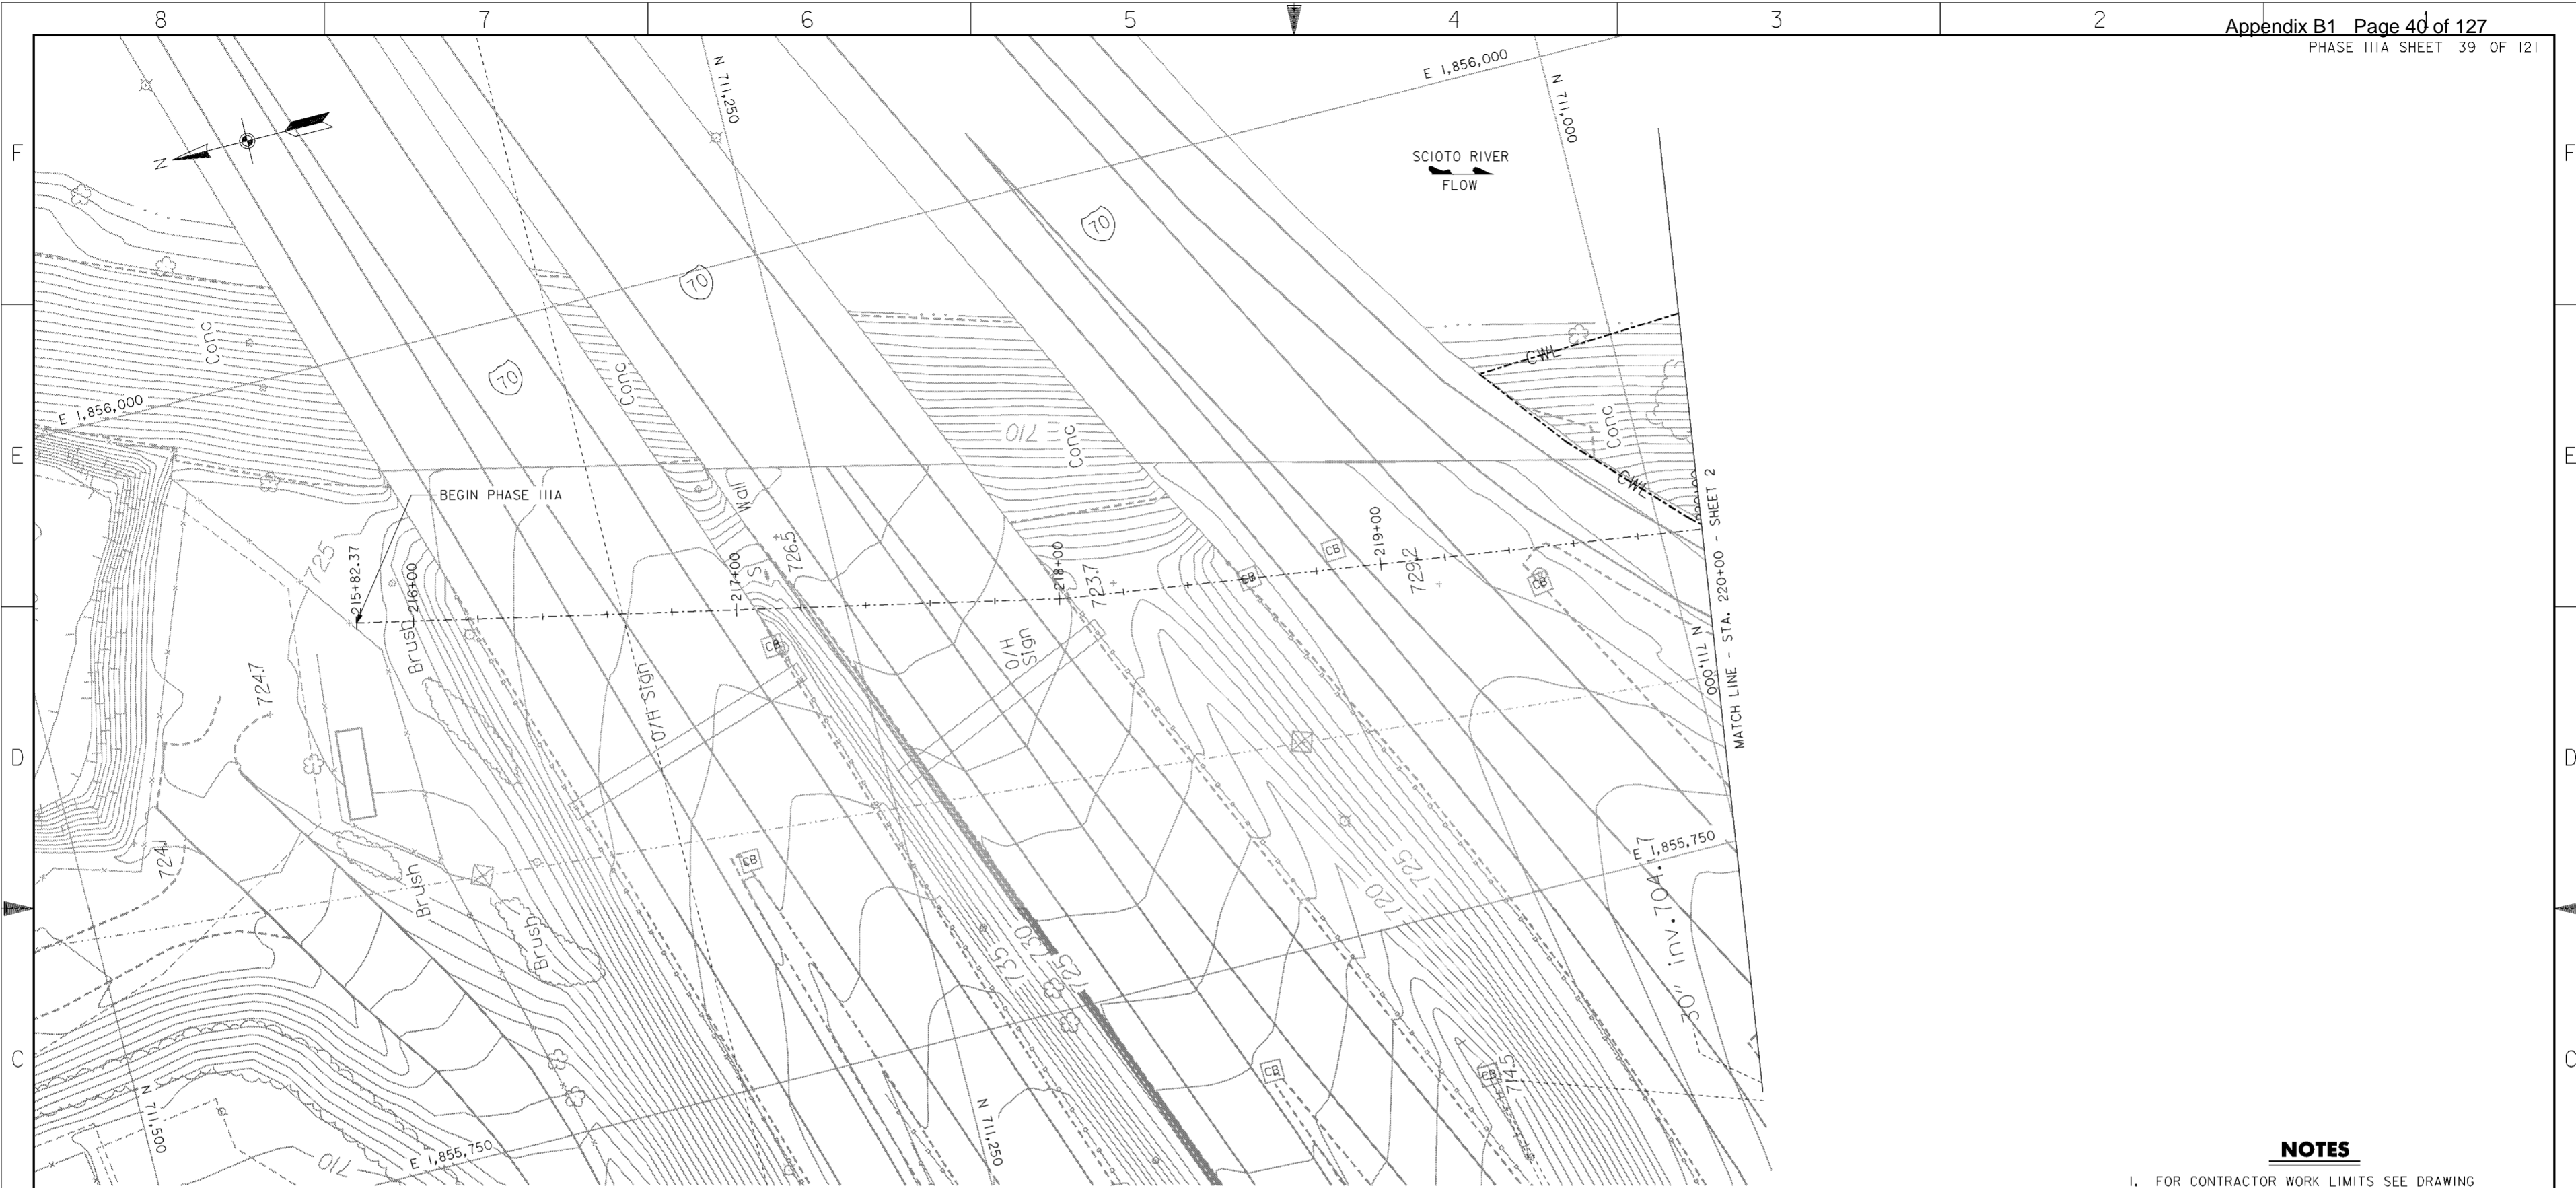 8 7 6 5 4 3 2
Appendix B1 Page 40 of 127
PHASE IIIA SHEET 39 OF 121
F
F
E
E
D
D
C
C
N
N 711,250
E 1,856,000
N 711,000
SCIOTO RIVER
FLOW
70
70
70
Conc
Conc
CWL
E 1,856,000
710
Conc
Conc
CWL
BEGIN PHASE IIIA
Wall
725
215+82.37
216+00
217+00
S
726.5
218+00
723.7
CB
CB
219+00
729.2
CB
MATCH LINE - STA. 220+00 - SHEET 2
Brush
CB
O/H Sign
O/H
Sign
N 711,000
724.7
724.1
Brush
Brush
CB
735
730
725
720
725
E 1,855,750
30" inv. 704.17
CB
CB
714.5
N 711,500
710
E 1,855,750
N 711,250
NOTES
1. FOR CONTRACTOR WORK LIMITS SEE DRAWING